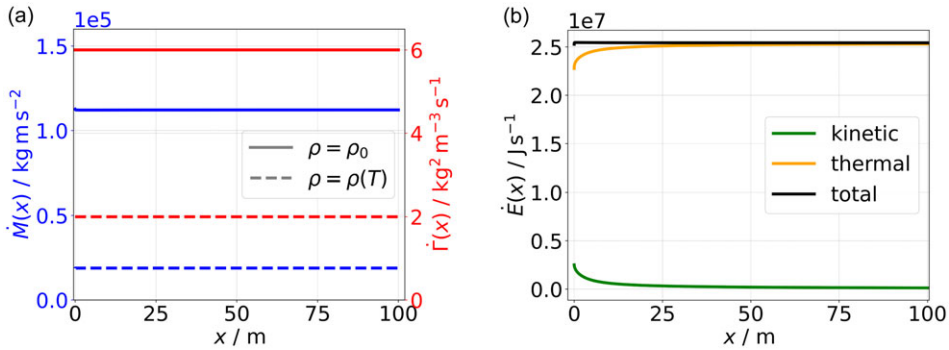 (a)
1e5
1.5
1.0
0.5
0.0
Ṁ(x) / kg m s⁻²
6
4
2
0
Γ̇(x) / kg² m⁻³ s⁻¹
ρ = ρ₀
ρ = ρ(T)
0
25
50
75
100
x / m
(b)
1e7
2.5
2.0
1.5
1.0
0.5
0.0
Ė(x) / J s⁻¹
kinetic
thermal
total
0
25
50
75
100
x / m